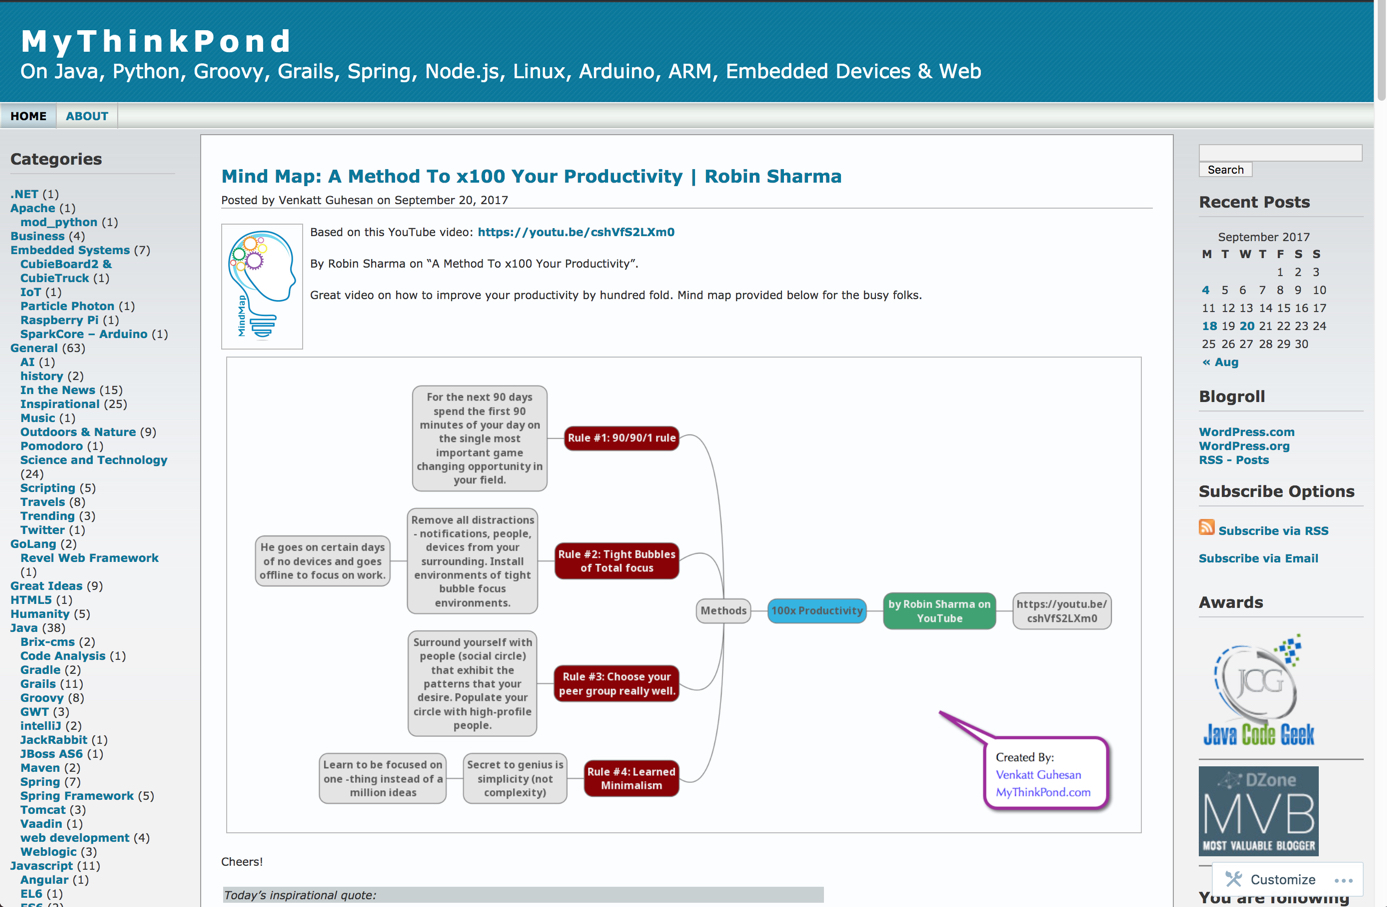 MyThinkPond
On Java, Python, Groovy, Grails, Spring, Node.js, Linux, Arduino, ARM, Embedded Devices & Web
HOME
ABOUT
Categories
.NET (1)
Apache (1)
mod_python (1)
Business (4)
Embedded Systems (7)
CubieBoard2 &
CubieTruck (1)
IoT (1)
Particle Photon (1)
Raspberry Pi (1)
SparkCore – Arduino (1)
General (63)
AI (1)
history (2)
In the News (15)
Inspirational (25)
Music (1)
Outdoors & Nature (9)
Pomodoro (1)
Science and Technology
(24)
Scripting (5)
Travels (8)
Trending (3)
Twitter (1)
GoLang (2)
Revel Web Framework
(1)
Great Ideas (9)
HTML5 (1)
Humanity (5)
Java (38)
Brix-cms (2)
Code Analysis (1)
Gradle (2)
Grails (11)
Groovy (8)
GWT (3)
intelliJ (2)
JackRabbit (1)
JBoss AS6 (1)
Maven (2)
Spring (7)
Spring Framework (5)
Tomcat (3)
Vaadin (1)
web development (4)
Weblogic (3)
Javascript (11)
Angular (1)
EL6 (1)
Mind Map: A Method To x100 Your Productivity | Robin Sharma
Posted by Venkatt Guhesan on September 20, 2017
MindMap
Based on this YouTube video: https://youtu.be/cshVfS2LXm0
By Robin Sharma on “A Method To x100 Your Productivity”.
Great video on how to improve your productivity by hundred fold. Mind map provided below for the busy folks.
For the next 90 days
spend the first 90
minutes of your day on
the single most
important game
changing opportunity in
your field.
Rule #1: 90/90/1 rule
He goes on certain days
of no devices and goes
offline to focus on work.
Remove all distractions
- notifications, people,
devices from your
surrounding. Install
environments of tight
bubble focus
environments.
Rule #2: Tight Bubbles
of Total focus
Surround yourself with
people (social circle)
that exhibit the
patterns that your
desire. Populate your
circle with high-profile
people.
Rule #3: Choose your
peer group really well.
Learn to be focused on
one -thing instead of a
million ideas
Secret to genius is
simplicity (not
complexity)
Rule #4: Learned
Minimalism
Methods
100x Productivity
by Robin Sharma on
YouTube
https://youtu.be/
cshVfS2LXm0
Created By:
Venkatt Guhesan
MyThinkPond.com
Cheers!
Today’s inspirational quote:
Search
Recent Posts
September 2017
M T W T F S S
1 2 3
4 5 6 7 8 9 10
11 12 13 14 15 16 17
18 19 20 21 22 23 24
25 26 27 28 29 30
« Aug
Blogroll
WordPress.com
WordPress.org
RSS - Posts
Subscribe Options
Subscribe via RSS
Subscribe via Email
Awards
JCG
Java Code Geek
DZone
MVB
MOST VALUABLE BLOGGER
Customize
You are following